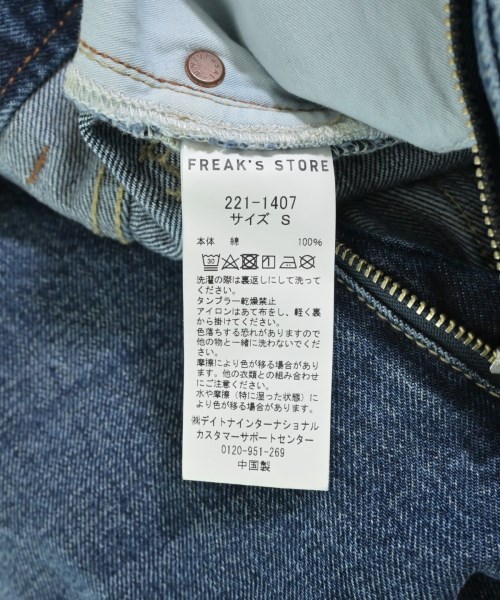 FREAK'S STORE
221-1407
サイズ S
本体 綿 100%
洗濯の際は裏返しにして洗って
ください。
タンブラー乾燥禁止
アイロンはあて布をし，軽く裏
から掛けてください。
色落ちする恐れがありますので
他の物と一緒に洗わないでくだ
さい。
摩擦により色が移る場合があり
ます。他の衣類との組み合わせ
にご注意ください。
水や摩擦（特に湿った状態）に
より色が移る場合があります。
㈱デイトナインターナショナル
カスタマーサポートセンター
0120-951-269
中国製